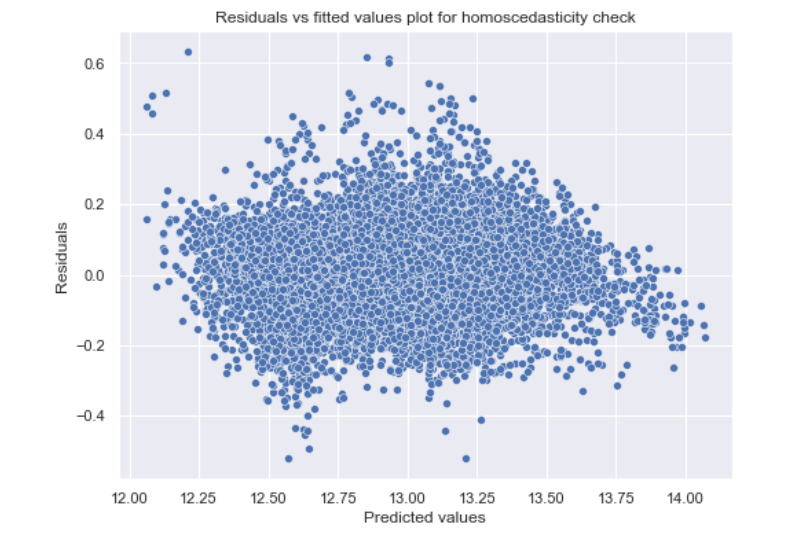 Residuals vs fitted values plot for homoscedasticity check
0.6
0.4
0.2
0.0
−0.2
−0.4
Residuals
12.00 12.25 12.50 12.75 13.00 13.25 13.50 13.75 14.00
Predicted values